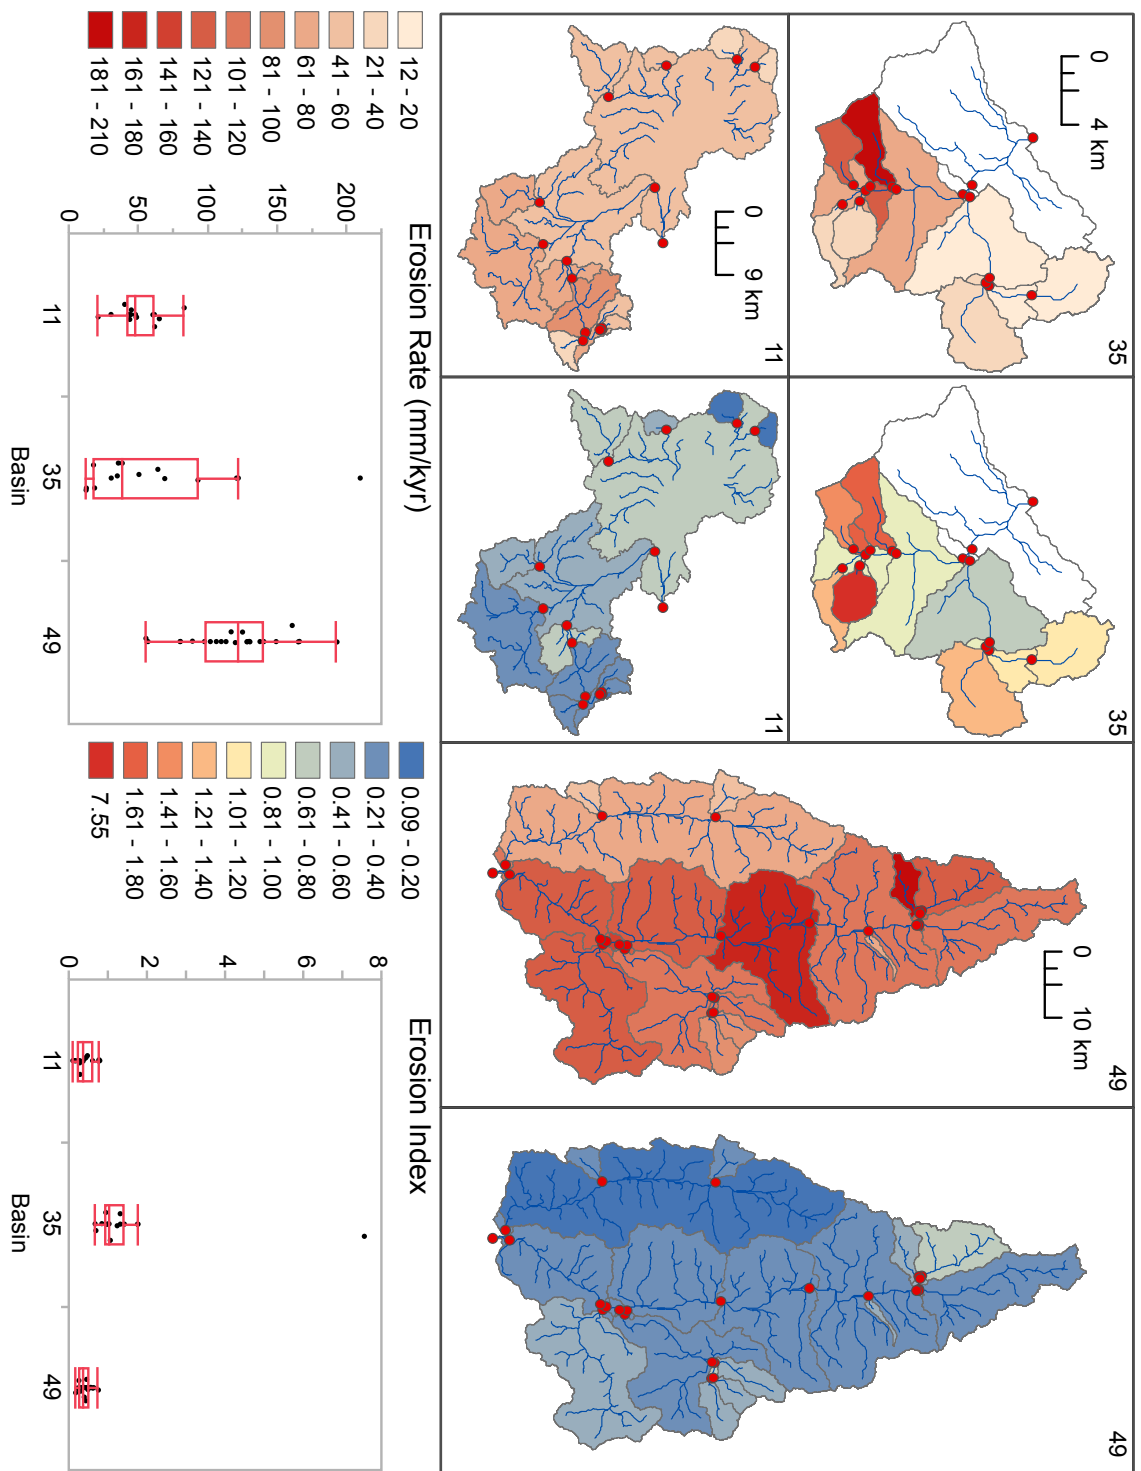 0
4 km
35
35
0
9 km
11
11
0
10 km
49
49
12 - 20
21 - 40
41 - 60
61 - 80
81 - 100
101 - 120
121 - 140
141 - 160
161 - 180
181 - 210
Erosion Rate (mm/kyr)
200
150
100
50
0
11
35
49
Basin
0.09 - 0.20
0.21 - 0.40
0.41 - 0.60
0.61 - 0.80
0.81 - 1.00
1.01 - 1.20
1.21 - 1.40
1.41 - 1.60
1.61 - 1.80
7.55
Erosion Index
8
6
4
2
0
11
35
49
Basin